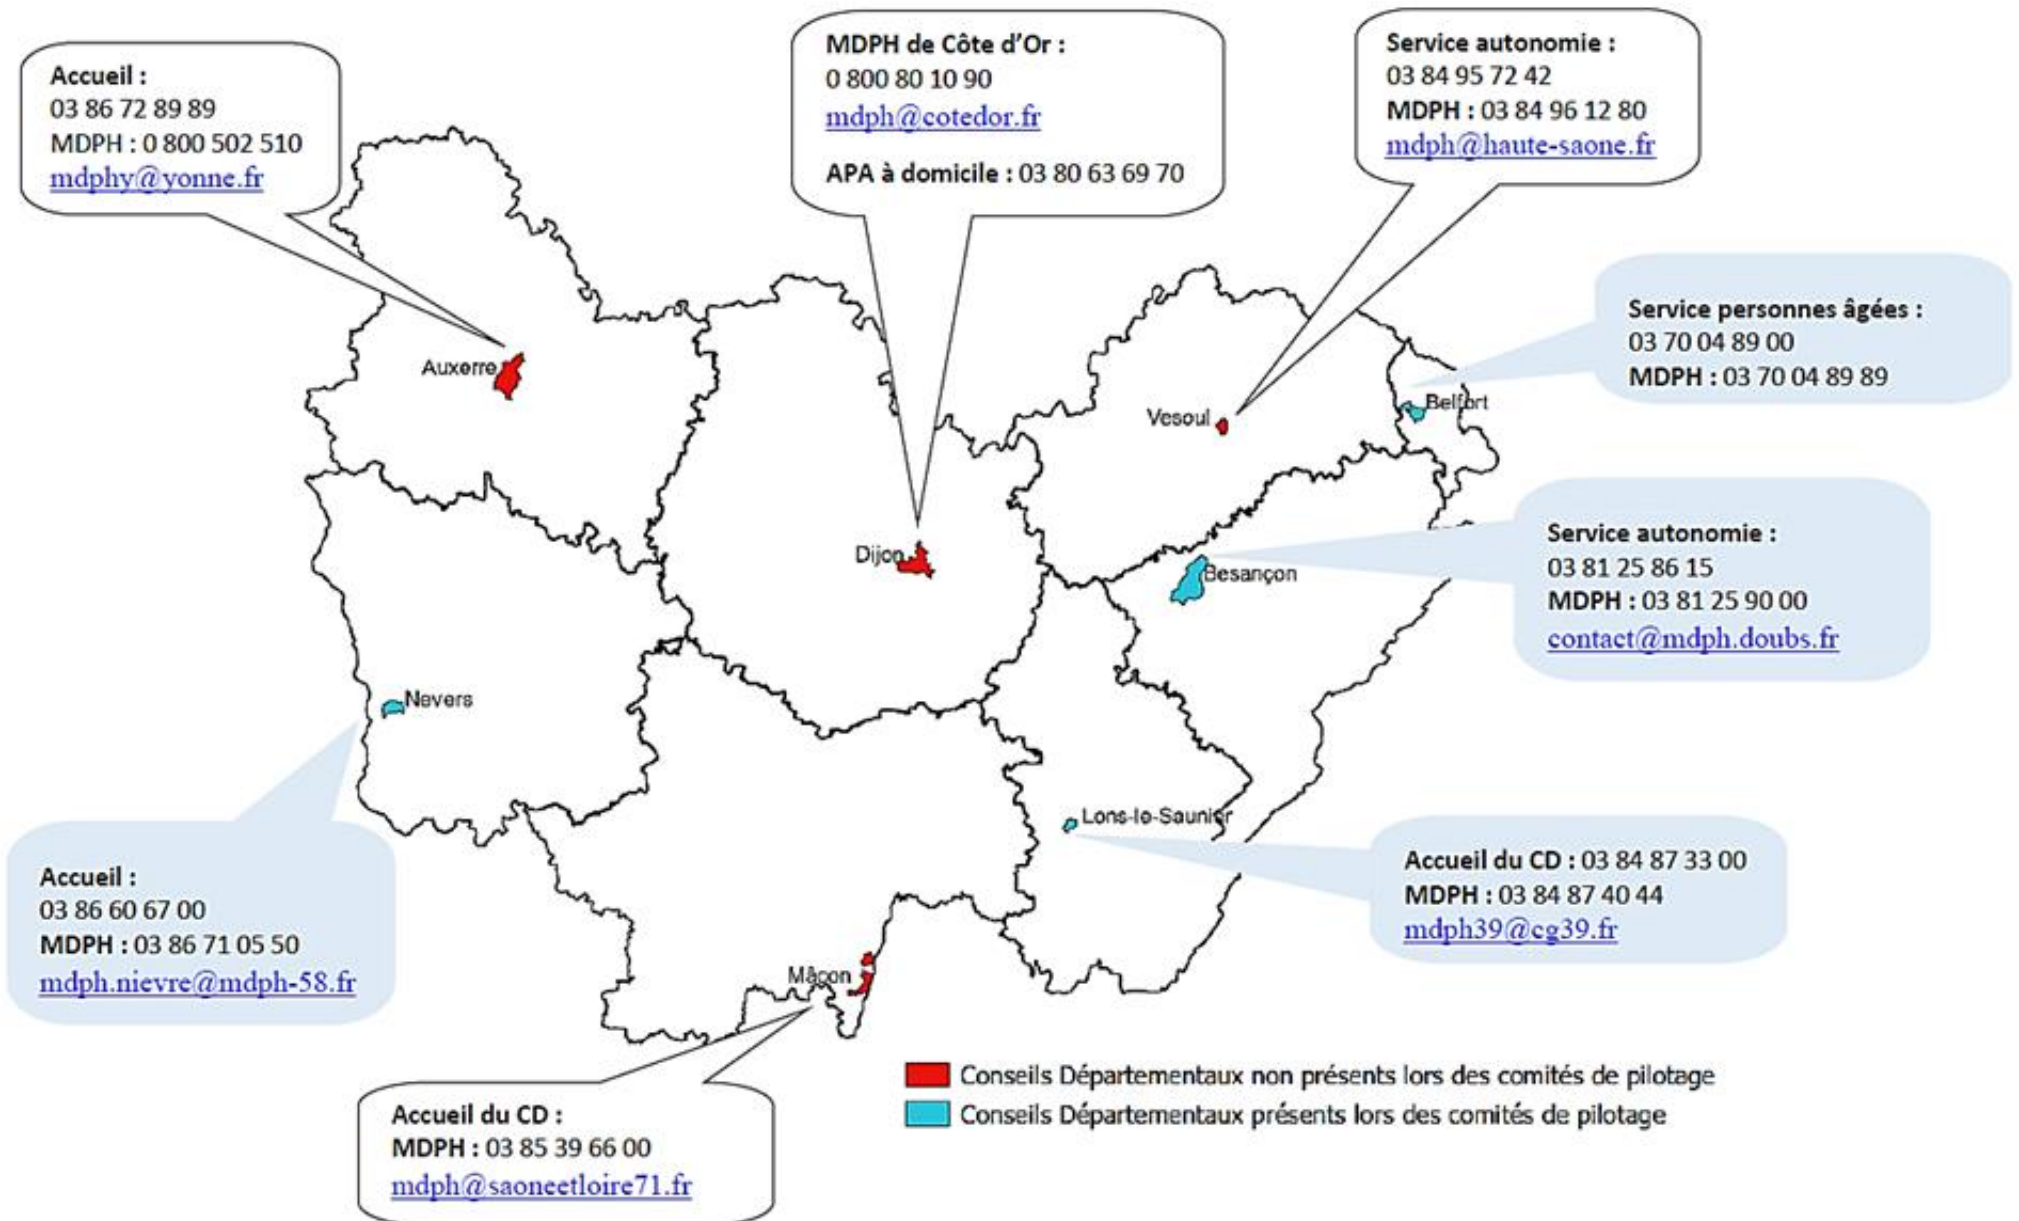 Accueil :
03 86 72 89 89
MDPH : 0 800 502 510
mdphy@yonne.fr
MDPH de Côte d'Or :
0 800 80 10 90
mdph@cotedor.fr
APA à domicile : 03 80 63 69 70
Service autonomie :
03 84 95 72 42
MDPH : 03 84 96 12 80
mdph@haute-saone.fr
Service personnes âgées :
03 70 04 89 00
MDPH : 03 70 04 89 89
Auxerre
Vesoul
Belfort
Dijon
Besançon
Service autonomie :
03 81 25 86 15
MDPH : 03 81 25 90 00
contact@mdph.doubs.fr
Nevers
Lons-le-Saunier
Accueil :
03 86 60 67 00
MDPH : 03 86 71 05 50
mdph.nievre@mdph-58.fr
Accueil du CD : 03 84 87 33 00
MDPH : 03 84 87 40 44
mdph39@cg39.fr
Mâcon
Accueil du CD :
MDPH : 03 85 39 66 00
mdph@saoneetloire71.fr
Conseils Départementaux non présents lors des comités de pilotage
Conseils Départementaux présents lors des comités de pilotage